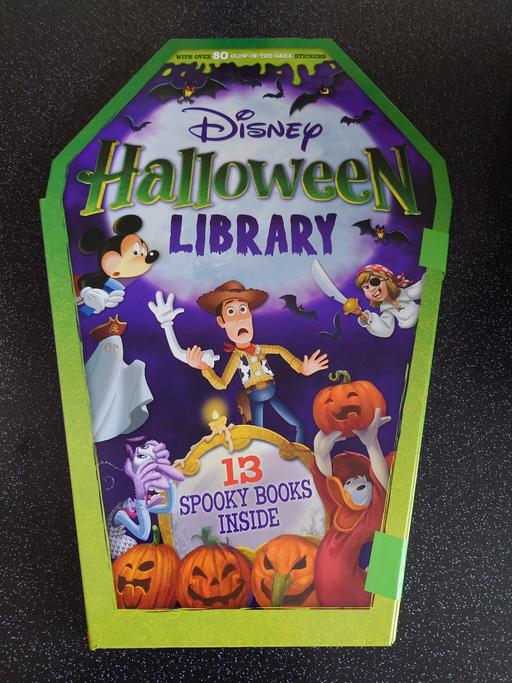 WITH OVER 80 GLOW-IN-THE-DARK STICKERS
DISNEY
HALLOWEEN
LIBRARY
13
SPOOKY BOOKS
INSIDE